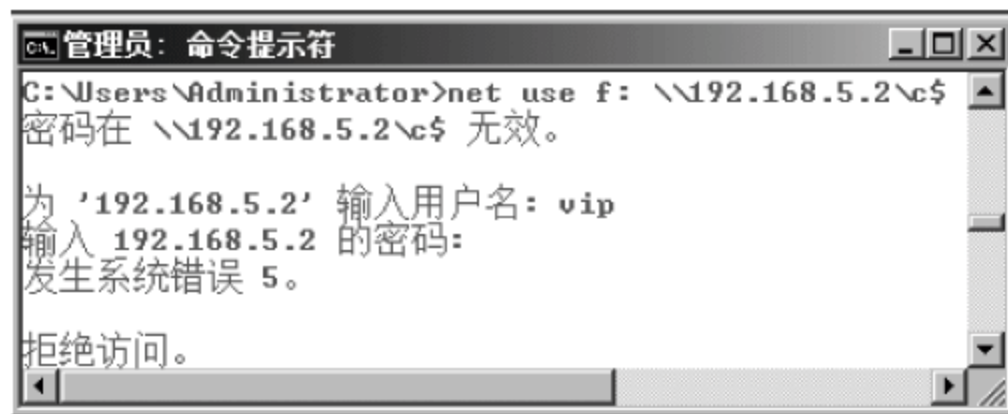 管理员: 命令提示符
C:\Users\Administrator>net use f: \\192.168.5.2\c$
密码在 \\192.168.5.2\c$ 无效。
为 '192.168.5.2' 输入用户名: vip
输入 192.168.5.2 的密码:
发生系统错误 5。
拒绝访问。